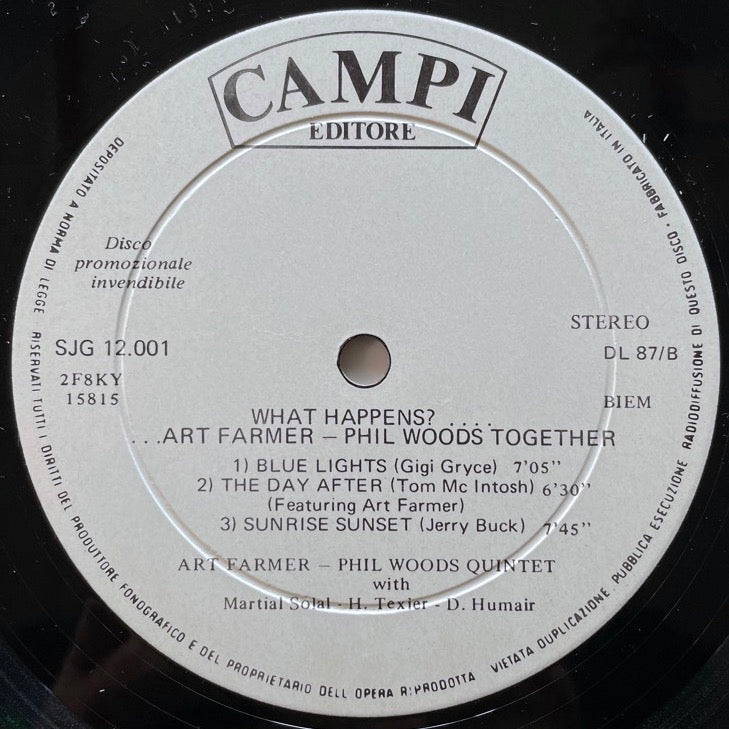 CAMPI
EDITORE
DEPOSITATO A NORMA DI LEGGE RISERVATI TUTTI I DIRITTI DEL PRODUTTORE FONOGRAFICO E DEL PROPRIETARIO DELL OPERA RIPRODOTTA VIETATA DUPLICAZIONE PUBBLICA ESECUZIONE RADIODIFFUSIONE DI QUESTO DISCO · FABBRICATO IN ITALIA
Disco
promozionale
invendibile
STEREO
SJG 12.001
DL 87/B
2F8KY
15815
BIEM
WHAT HAPPENS? ....
...ART FARMER – PHIL WOODS TOGETHER
1) BLUE LIGHTS (Gigi Gryce) 7'05''
2) THE DAY AFTER (Tom Mc Intosh) 6'30''
(Featuring Art Farmer)
3) SUNRISE SUNSET (Jerry Buck) 7'45''
ART FARMER – PHIL WOODS QUINTET
with
Martial Solal - H. Texier - D. Humair